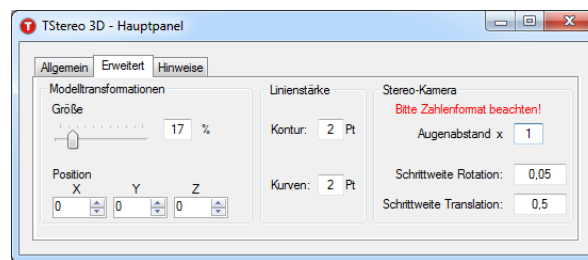 TStereo 3D - Hauptpanel
Allgemein Erweitert Hinweise
Modelltransformationen
Größe
17 %
Position
X Y Z
0 0 0
Linienstärke
Kontur: 2 Pt
Kurven: 2 Pt
Stereo-Kamera
Bitte Zahlenformat beachten!
Augenabstand x 1
Schrittweite Rotation: 0,05
Schrittweite Translation: 0,5